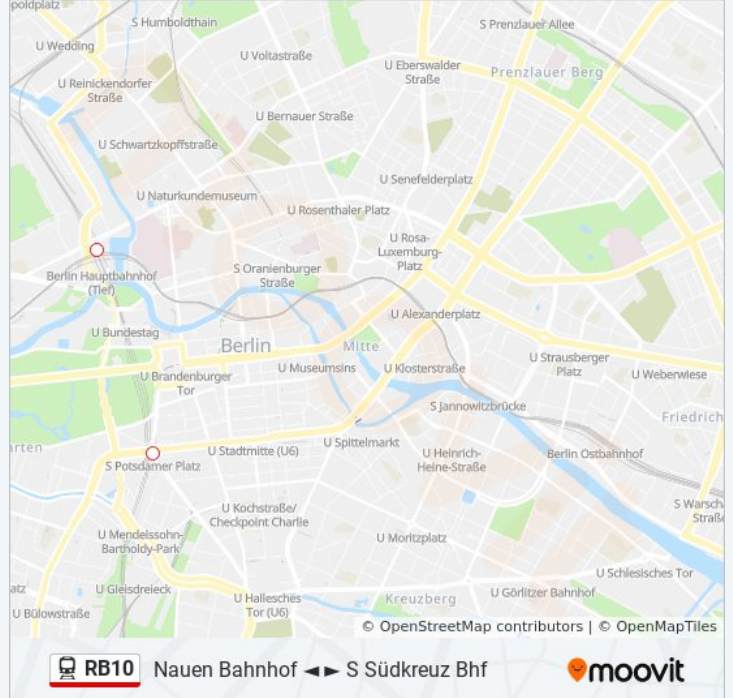 poldplatz
S Humboldthain
S Prenzlauer Allee
U Wedding
U Voltastraße
U Eberswalder
Straße
Prenzlauer Berg
U Reinickendorfer
Straße
U Bernauer Straße
U Schwartzkopffstraße
U Senefelderplatz
U Naturkundemuseum
U Rosenthaler Platz
U Rosa-
Luxemburg-
Platz
Berlin Hauptbahnhof
(Tief)
S Oranienburger
Straße
U Alexanderplatz
U Bundestag
Berlin
Mitte
U Strausberger
Platz
U Museumsins
U Klosterstraße
U Weberwiese
U Brandenburger
Tor
S Jannowitzbrücke
Friedrich
rten
U Stadtmitte (U6)
U Spittelmarkt
U Heinrich-
Heine-Straße
Berlin Ostbahnhof
S Potsdamer Platz
S Warsch
Straße
U Kochstraße/
Checkpoint Charlie
U Mendelssohn-
Bartholdy-Park
U Moritzplatz
U Schlesisches Tor
atz
U Gleisdreieck
U Hallesches
Tor (U6)
Kreuzberg
U Görlitzer Bahnhof
U Bülowstraße
© OpenStreetMap contributors | © OpenMapTiles
RB10 Nauen Bahnhof ◄► S Südkreuz Bhf
moovit